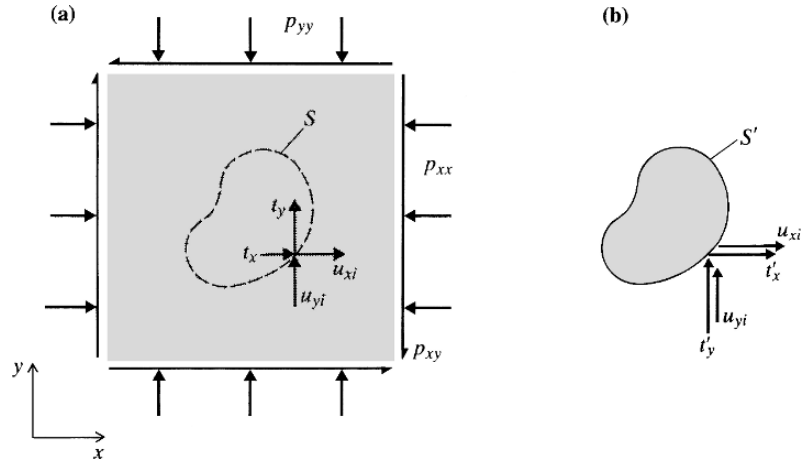 (a)
p_yy
S
p_xx
t_y
t_x
u_xi
u_yi
p_xy
y
x
(b)
S′
u_xi
t′_x
u_yi
t′_y